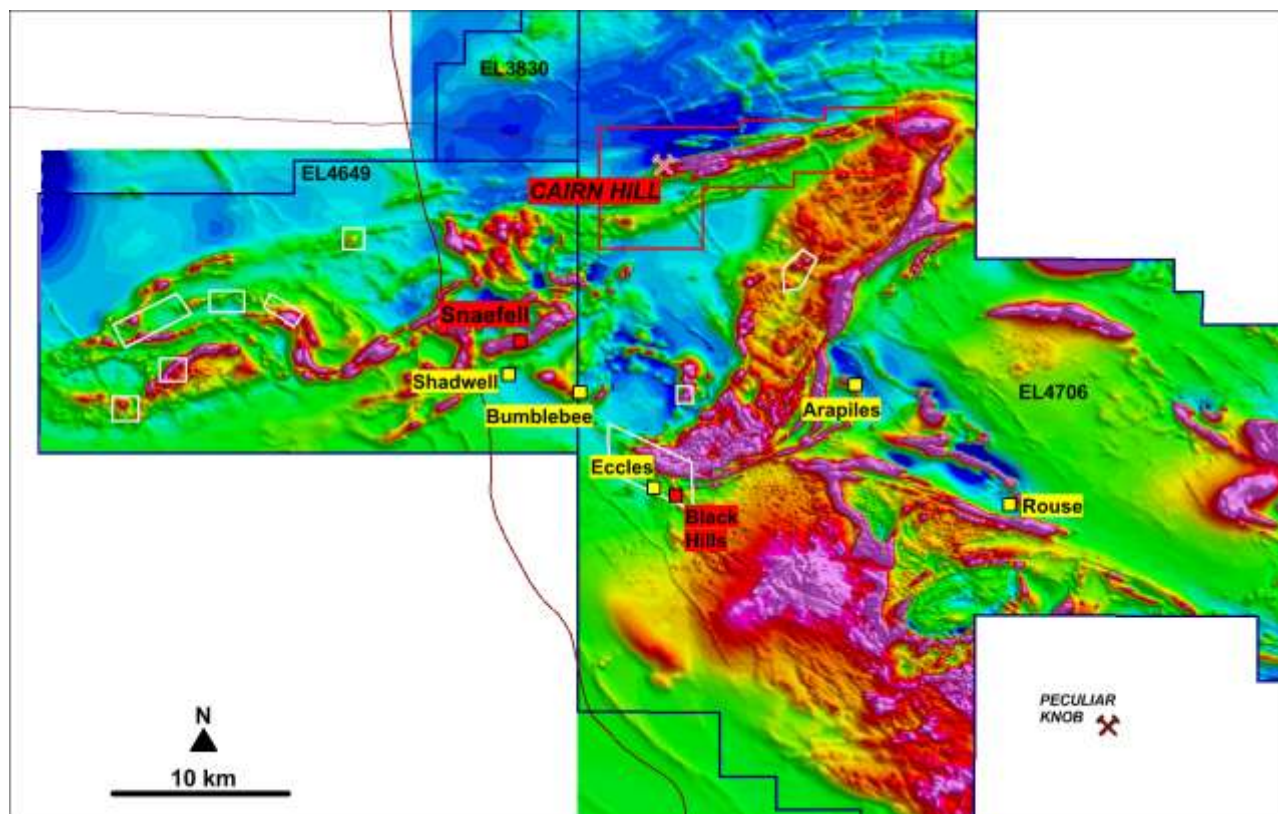 EL3830
EL4649
CAIRN HILL
Snaefell
Shadwell
Bumblebee
Arapiles
EL4706
Eccles
Black
Hills
Rouse
PECULIAR
KNOB
N
10 km